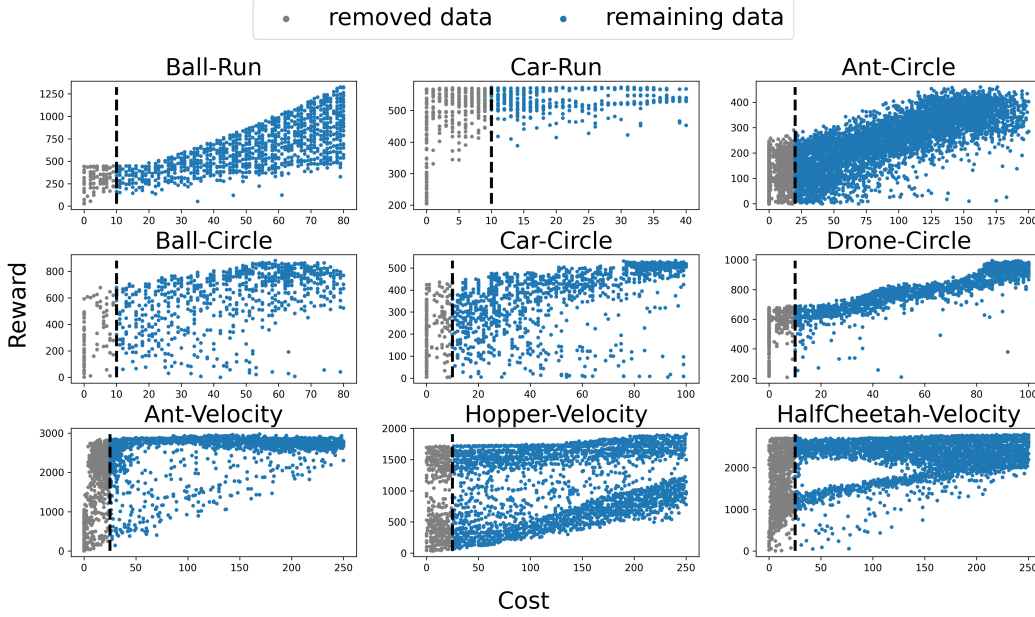 removed data remaining data
Ball-Run Car-Run Ant-Circle
1250
1000
750
500
250
0
0 10 20 30 40 50 60 70 80
500
400
300
200
0 5 10 15 20 25 30 35 40
400
300
200
100
0
0 25 50 75 100 125 150 175 200
Ball-Circle Car-Circle Drone-Circle
800
600
400
200
0
0 10 20 30 40 50 60 70 80
500
400
300
200
100
0
0 20 40 60 80 100
1000
800
600
400
200
0 20 40 60 80 100
Reward
Ant-Velocity Hopper-Velocity HalfCheetah-Velocity
3000
2000
1000
0
0 50 100 150 200 250
2000
1500
1000
500
0
0 50 100 150 200 250
2000
1000
0
0 50 100 150 200 250
Cost